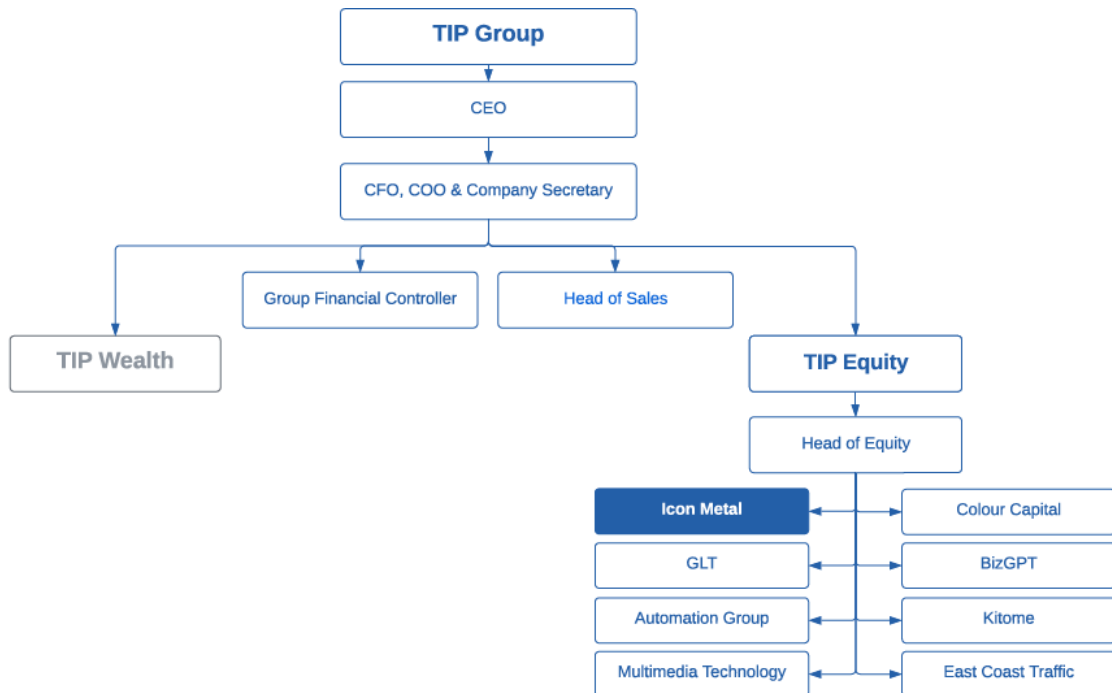 TIP Group
CEO
CFO, COO & Company Secretary
Group Financial Controller
Head of Sales
TIP Wealth
TIP Equity
Head of Equity
Icon Metal
Colour Capital
GLT
BizGPT
Automation Group
Kitome
Multimedia Technology
East Coast Traffic